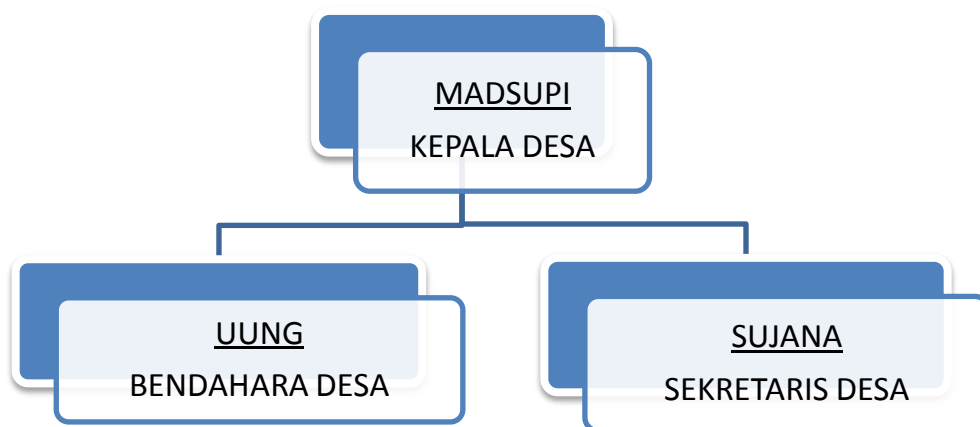 MADSUPI
KEPALA DESA
UUNG
BENDAHARA DESA
SUJANA
SEKRETARIS DESA